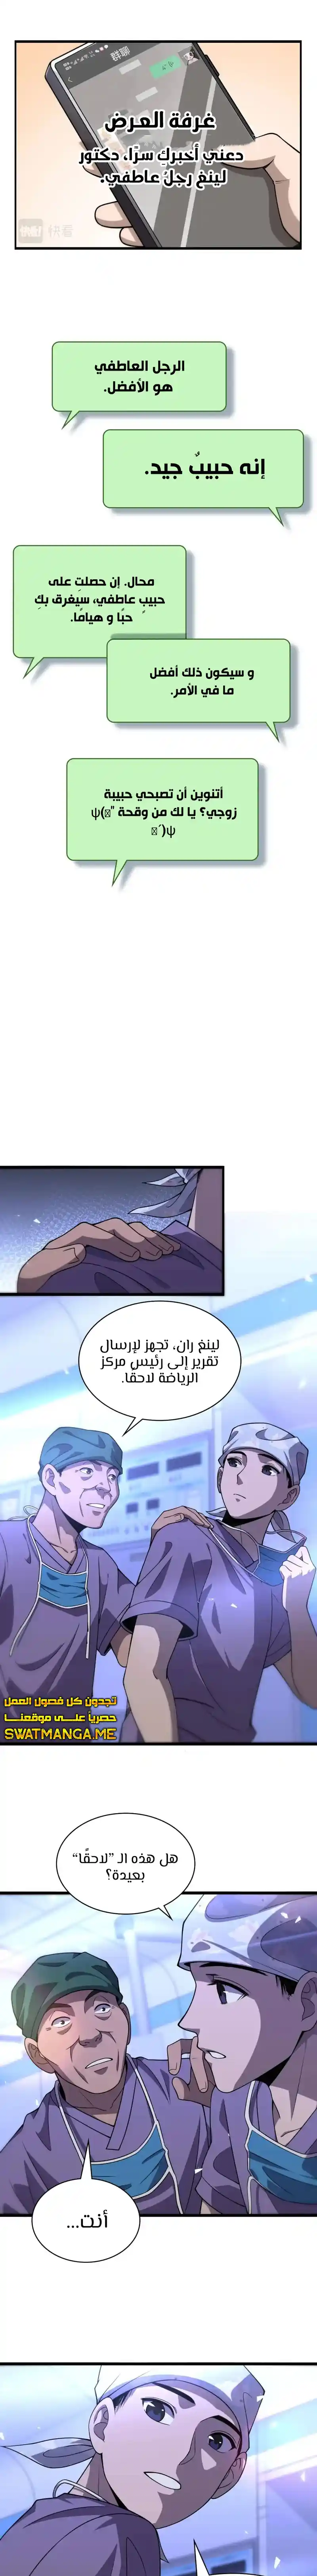 غرفة العرض
دعني أخبركِ سرًا، دكتور
لينغ رجلٌ عاطفي.
الرجل العاطفي
هو الأفضل.
إنه حبيبٌ جيد.
محال. إن حصلتِ على
حبيبٍ عاطفي، سيغرق بكِ
حبًا و هيامًا.
و سيكون ذلك أفضل
ما في الأمر.
أتنوين أن تصبحي حبيبة
زوجي؟ يا لك من وقحة "ψ(
ψ(´
لينغ ران، تجهز لإرسال
تقرير إلى رئيس مركز
الرياضة لاحقًا.
تجدون كل فصول العمل
حصرياً علــى موقعنــا
SWATMANGA.ME
هل هذه الـ "لاحقًا"
بعيدة؟
أنت...